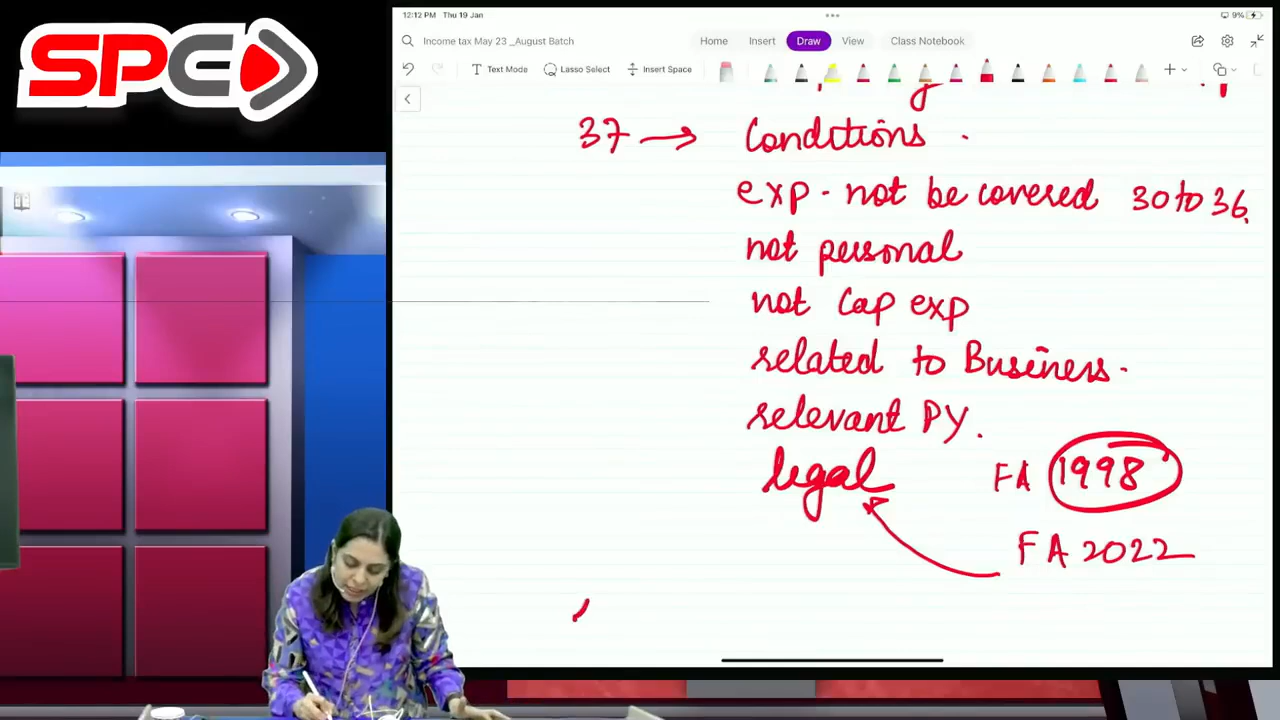 SPC
12:12 PM Thu 19 Jan
9%
Income tax May 23 _August Batch
Home Insert Draw View Class Notebook
Text Mode Lasso Select Insert Space
37 → Conditions .
exp. not be covered 30 to 36.
not personal
not Cap exp
related to Business.
relevant PY.
legal FA 1998
FA 2022